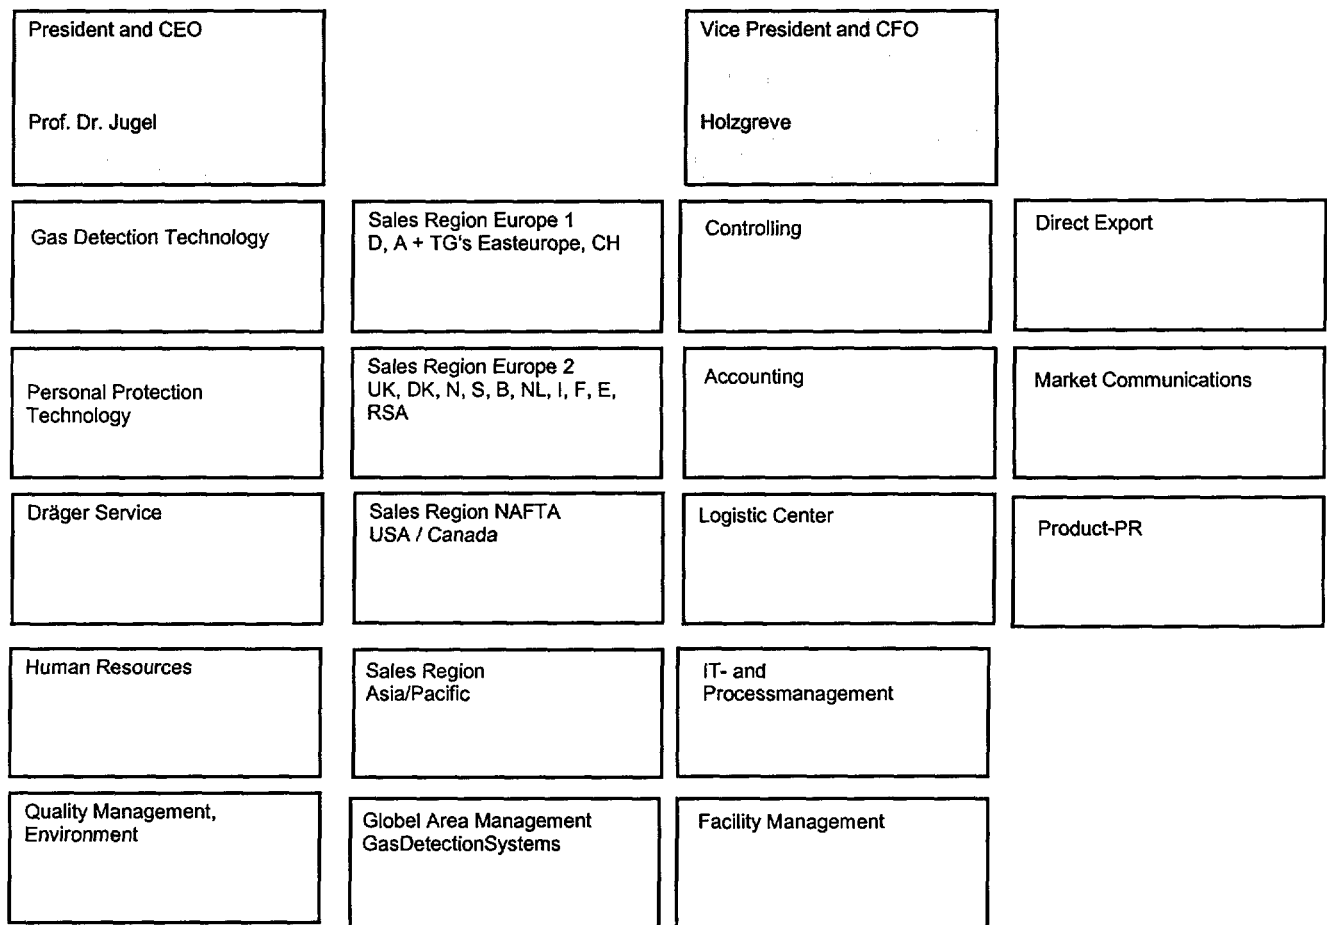 President and CEO
Prof. Dr. Jugel
Vice President and CFO
Holzgreve
Gas Detection Technology
Sales Region Europe 1
D, A + TG's Easteurope, CH
Controlling
Direct Export
Personal Protection
Technology
Sales Region Europe 2
UK, DK, N, S, B, NL, I, F, E,
RSA
Accounting
Market Communications
Dräger Service
Sales Region NAFTA
USA / Canada
Logistic Center
Product-PR
Human Resources
Sales Region
Asia/Pacific
IT- and
Processmanagement
Quality Management,
Environment
Globel Area Management
GasDetectionSystems
Facility Management